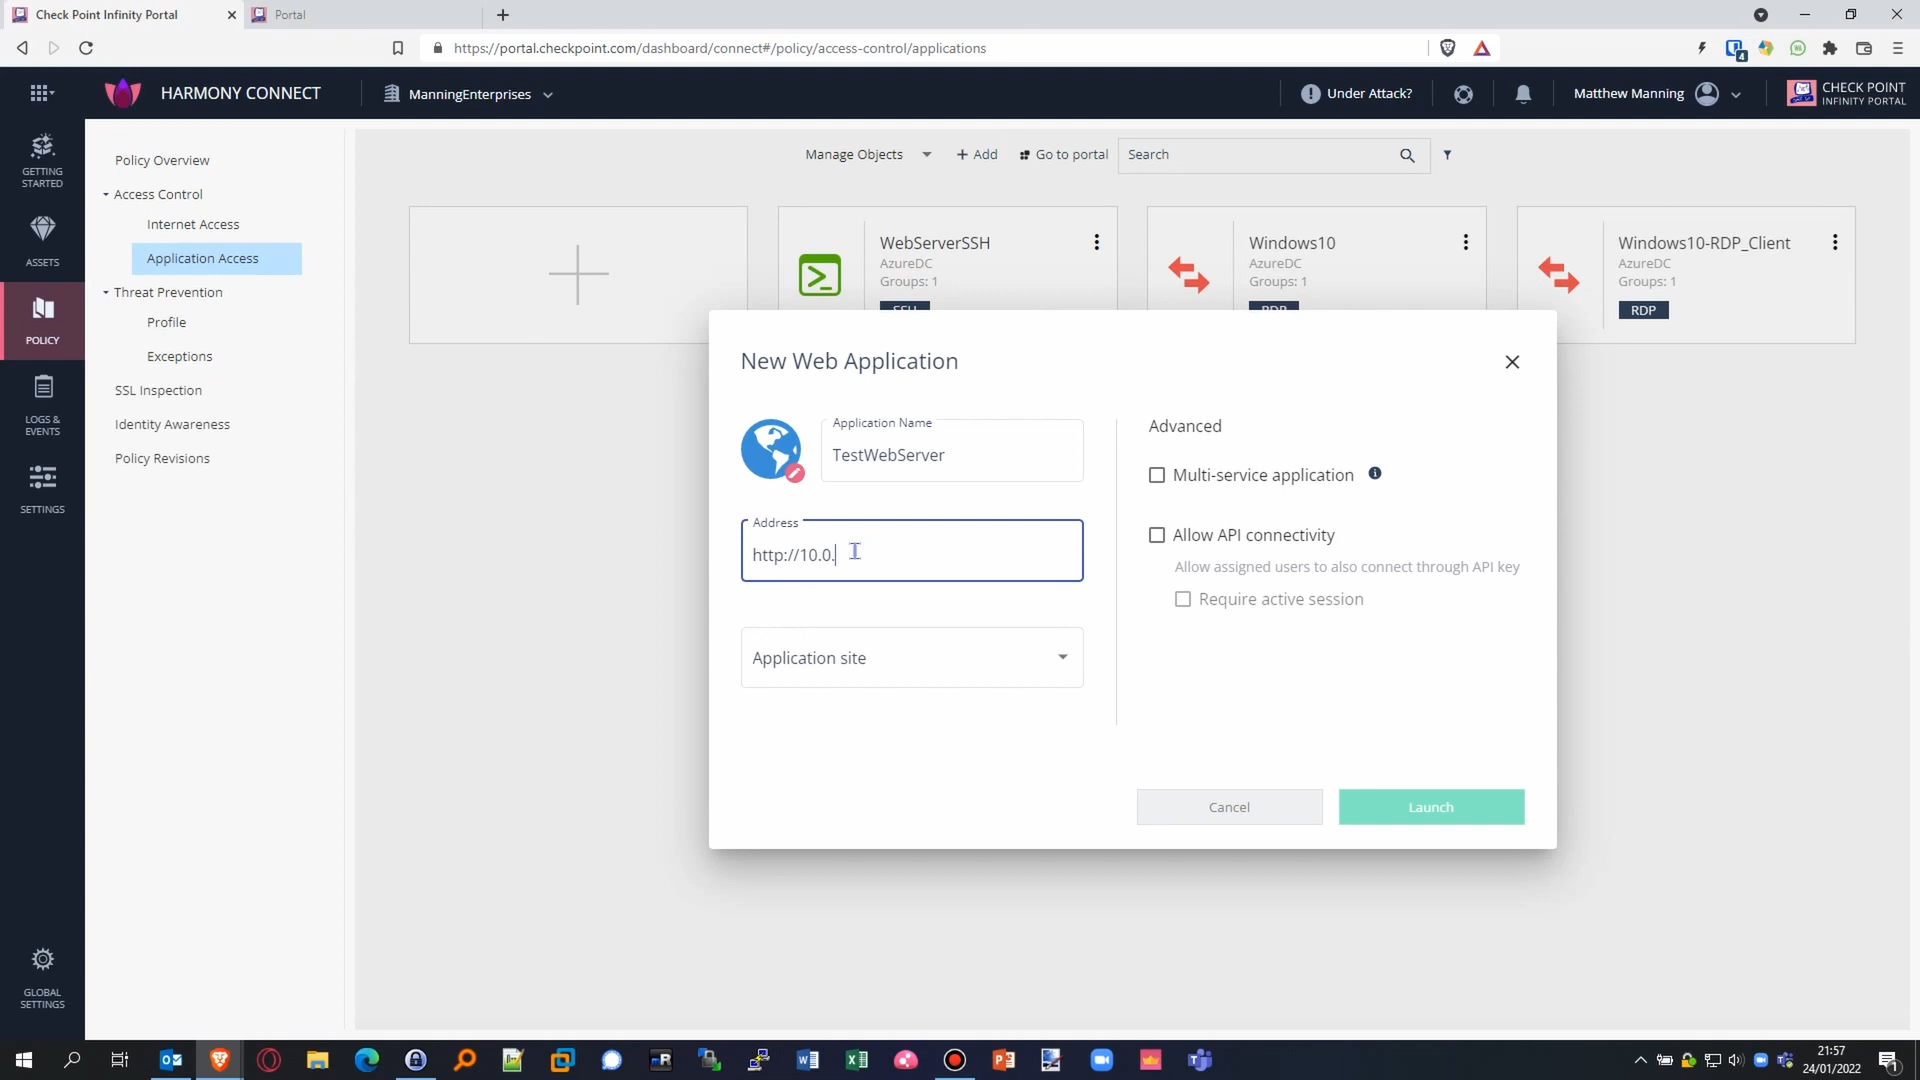 Check Point Infinity Portal
Portal
https://portal.checkpoint.com/dashboard/connect#/policy/access-control/applications
4
HARMONY CONNECT
ManningEnterprises
Under Attack?
Matthew Manning
CHECK POINT
INFINITY PORTAL
GETTING
STARTED
ASSETS
POLICY
LOGS &
EVENTS
SETTINGS
GLOBAL
SETTINGS
Policy Overview
Access Control
Internet Access
Application Access
Threat Prevention
Profile
Exceptions
SSL Inspection
Identity Awareness
Policy Revisions
Manage Objects
Add
Go to portal
Search
WebServerSSH
AzureDC
Groups: 1
SSH
Windows10
AzureDC
Groups: 1
RDP
Windows10-RDP_Client
AzureDC
Groups: 1
RDP
New Web Application
Application Name
TestWebServer
Address
http://10.0.
Application site
Advanced
Multi-service application
Allow API connectivity
Allow assigned users to also connect through API key
Require active session
Cancel
Launch
21:57
24/01/2022
1